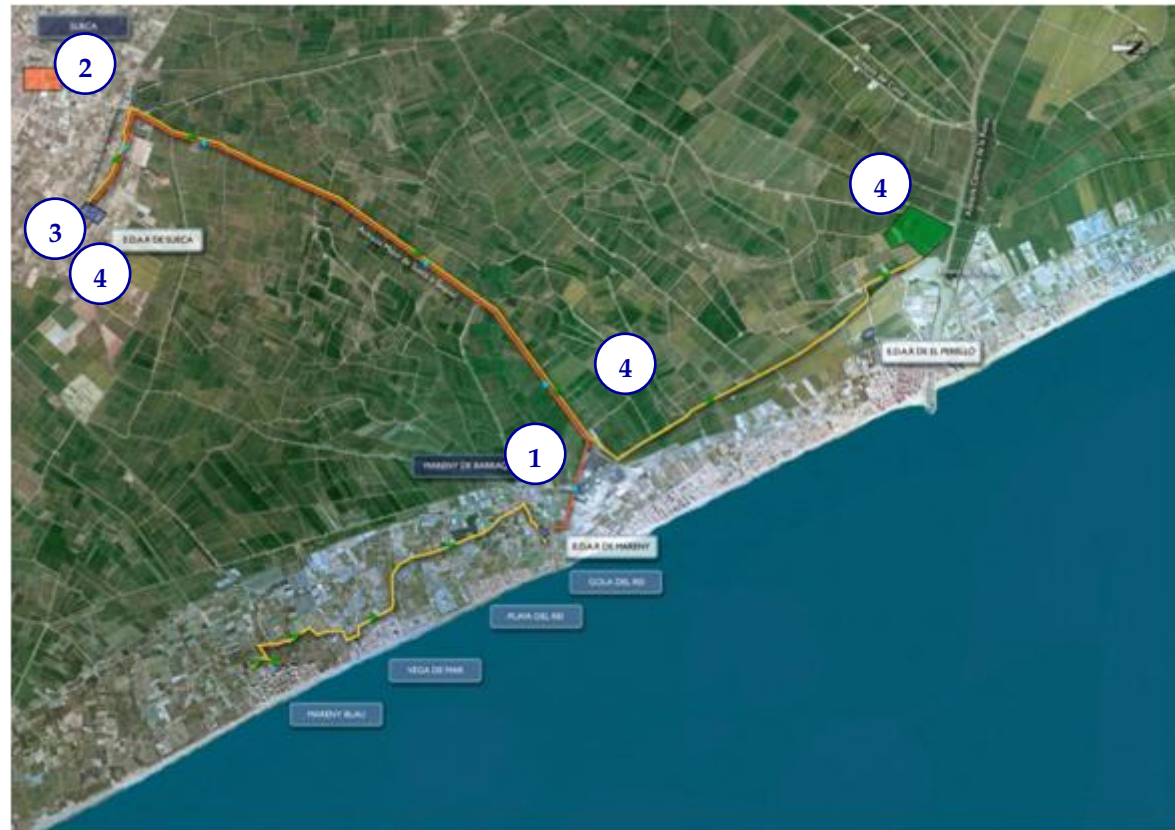 SUECA
2
3
4
E.D.A.R DE SUECA
4
4
E.D.A.R DE EL PERELLÓ
1
MARENY DE BARRAQ
E.D.A.R DE MARENY
GOLA DEL REI
PLAYA DEL REI
VEGA DE MAR
MARENY BLAU